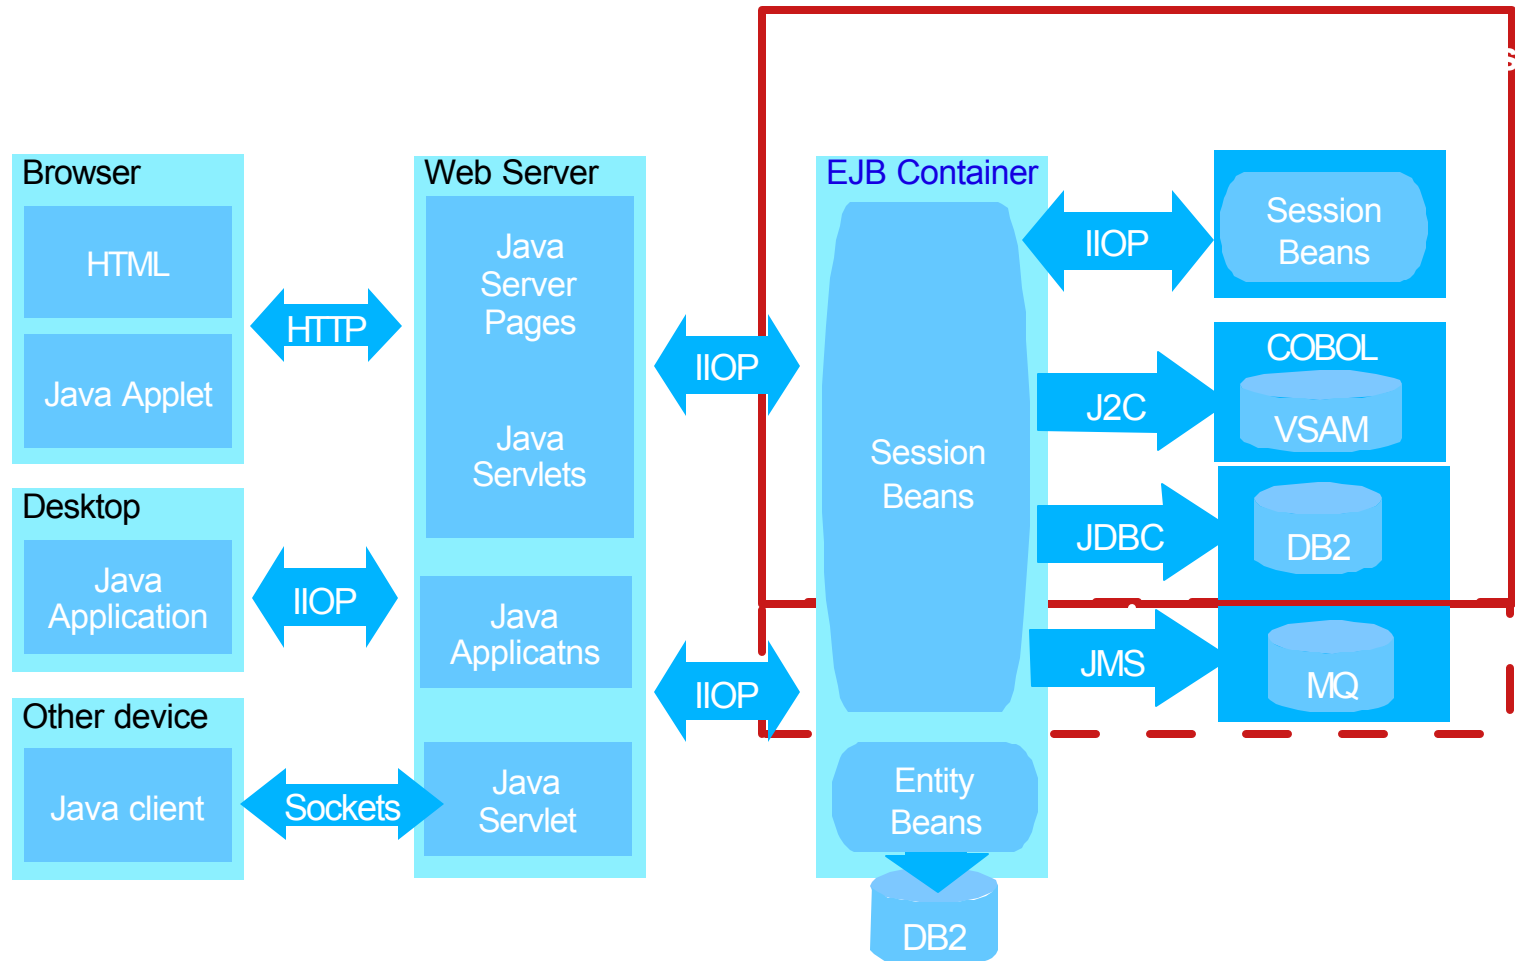 Browser
HTML
Java Applet
HTTP
Desktop
Java
Application
IIOP
Other device
Java client
Sockets
Web Server
Java
Server
Pages
Java
Servlets
Java
Applicatns
Java
Servlet
IIOP
IIOP
EJB Container
Session
Beans
Entity
Beans
DB2
IIOP
J2C
JDBC
JMS
Session
Beans
COBOL
VSAM
DB2
MQ